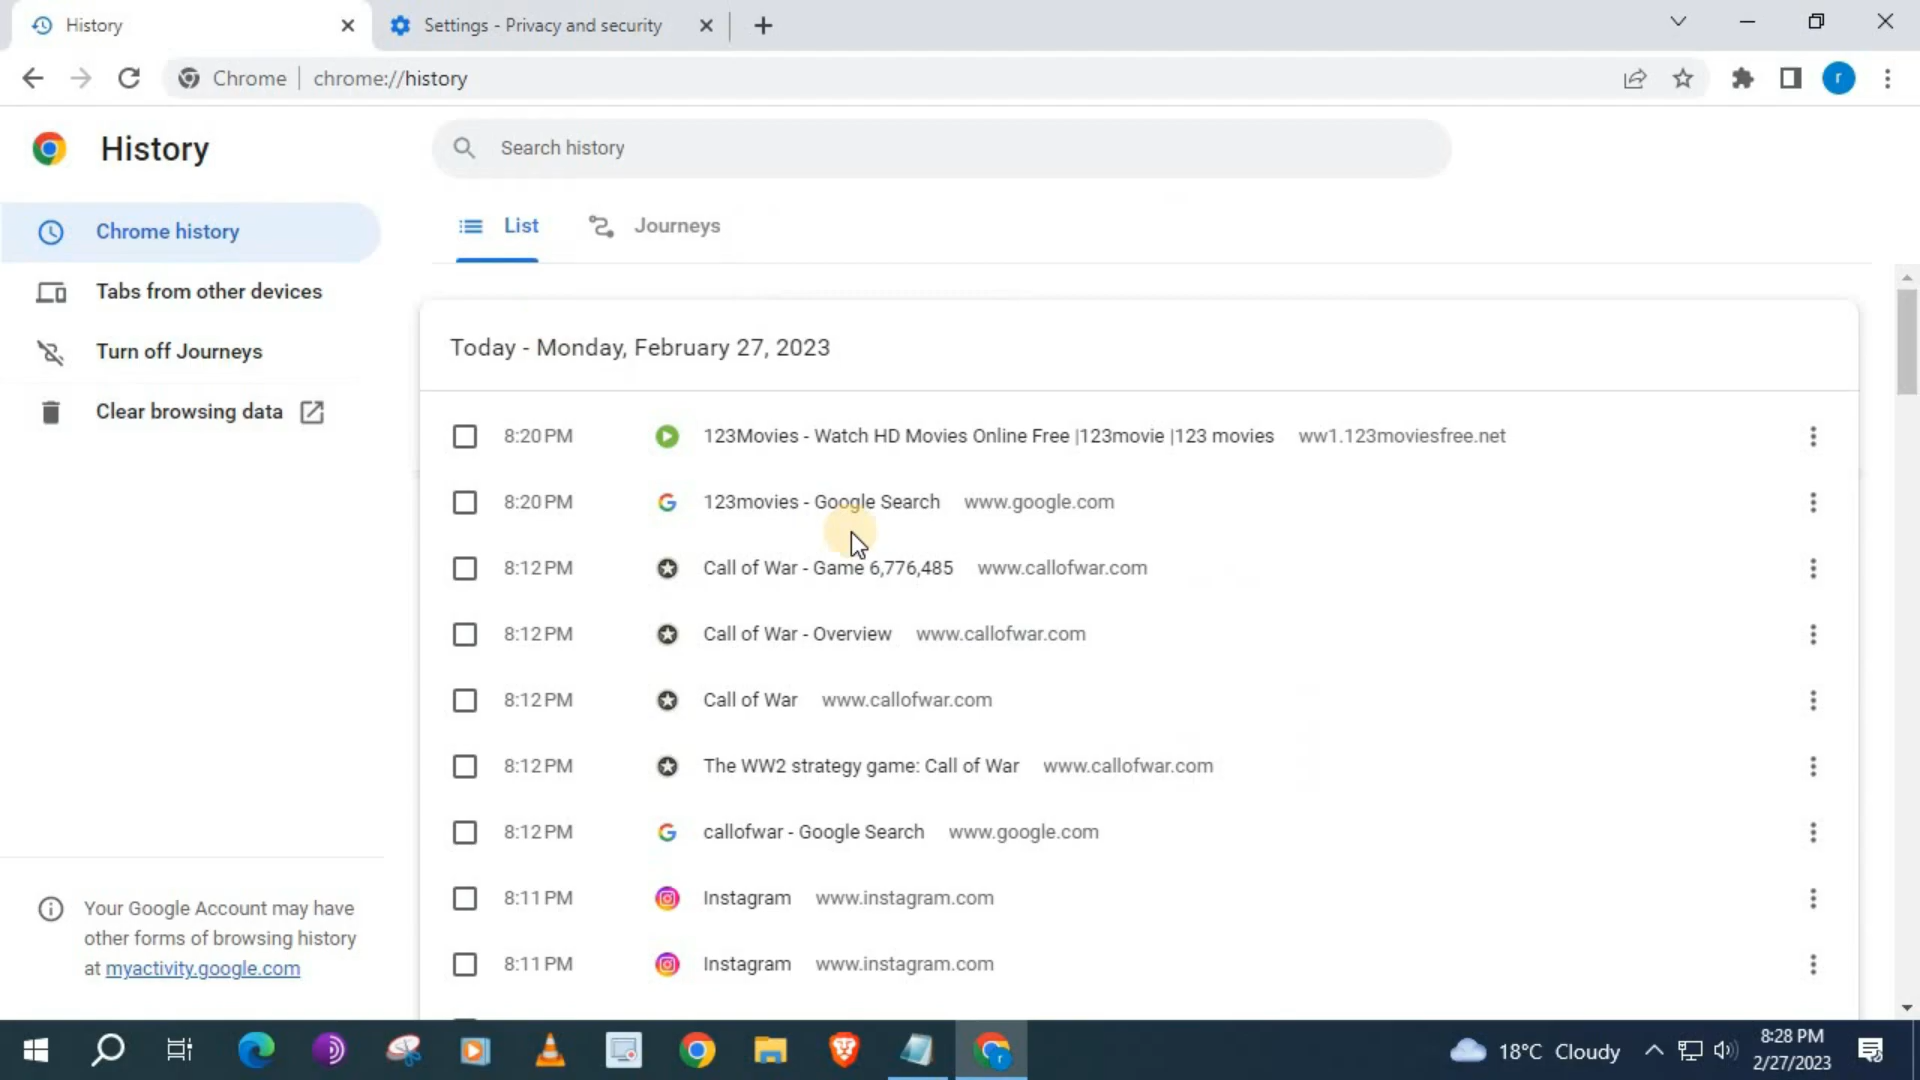 History
Settings - Privacy and security
Chrome
chrome://history
r
History
Search history
Chrome history
Tabs from other devices
Turn off Journeys
Clear browsing data
Your Google Account may have
other forms of browsing history
at myactivity.google.com
List
Journeys
Today - Monday, February 27, 2023
8:20 PM 123Movies - Watch HD Movies Online Free |123movie |123 movies ww1.123moviesfree.net
8:20 PM 123movies - Google Search www.google.com
8:12 PM Call of War - Game 6,776,485 www.callofwar.com
8:12 PM Call of War - Overview www.callofwar.com
8:12 PM Call of War www.callofwar.com
8:12 PM The WW2 strategy game: Call of War www.callofwar.com
8:12 PM callofwar - Google Search www.google.com
8:11 PM Instagram www.instagram.com
8:11 PM Instagram www.instagram.com
18°C Cloudy
8:28 PM
2/27/2023